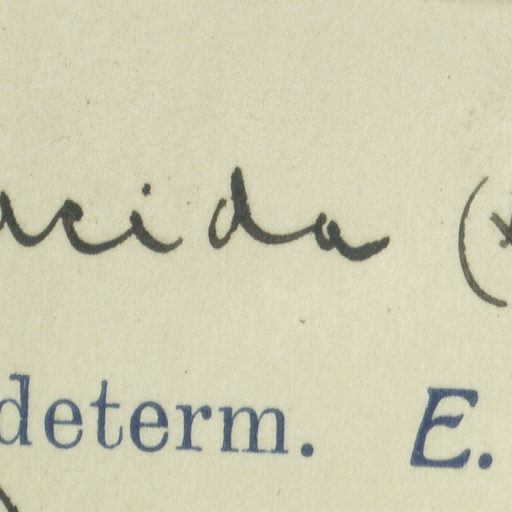 acida (
determ. E.